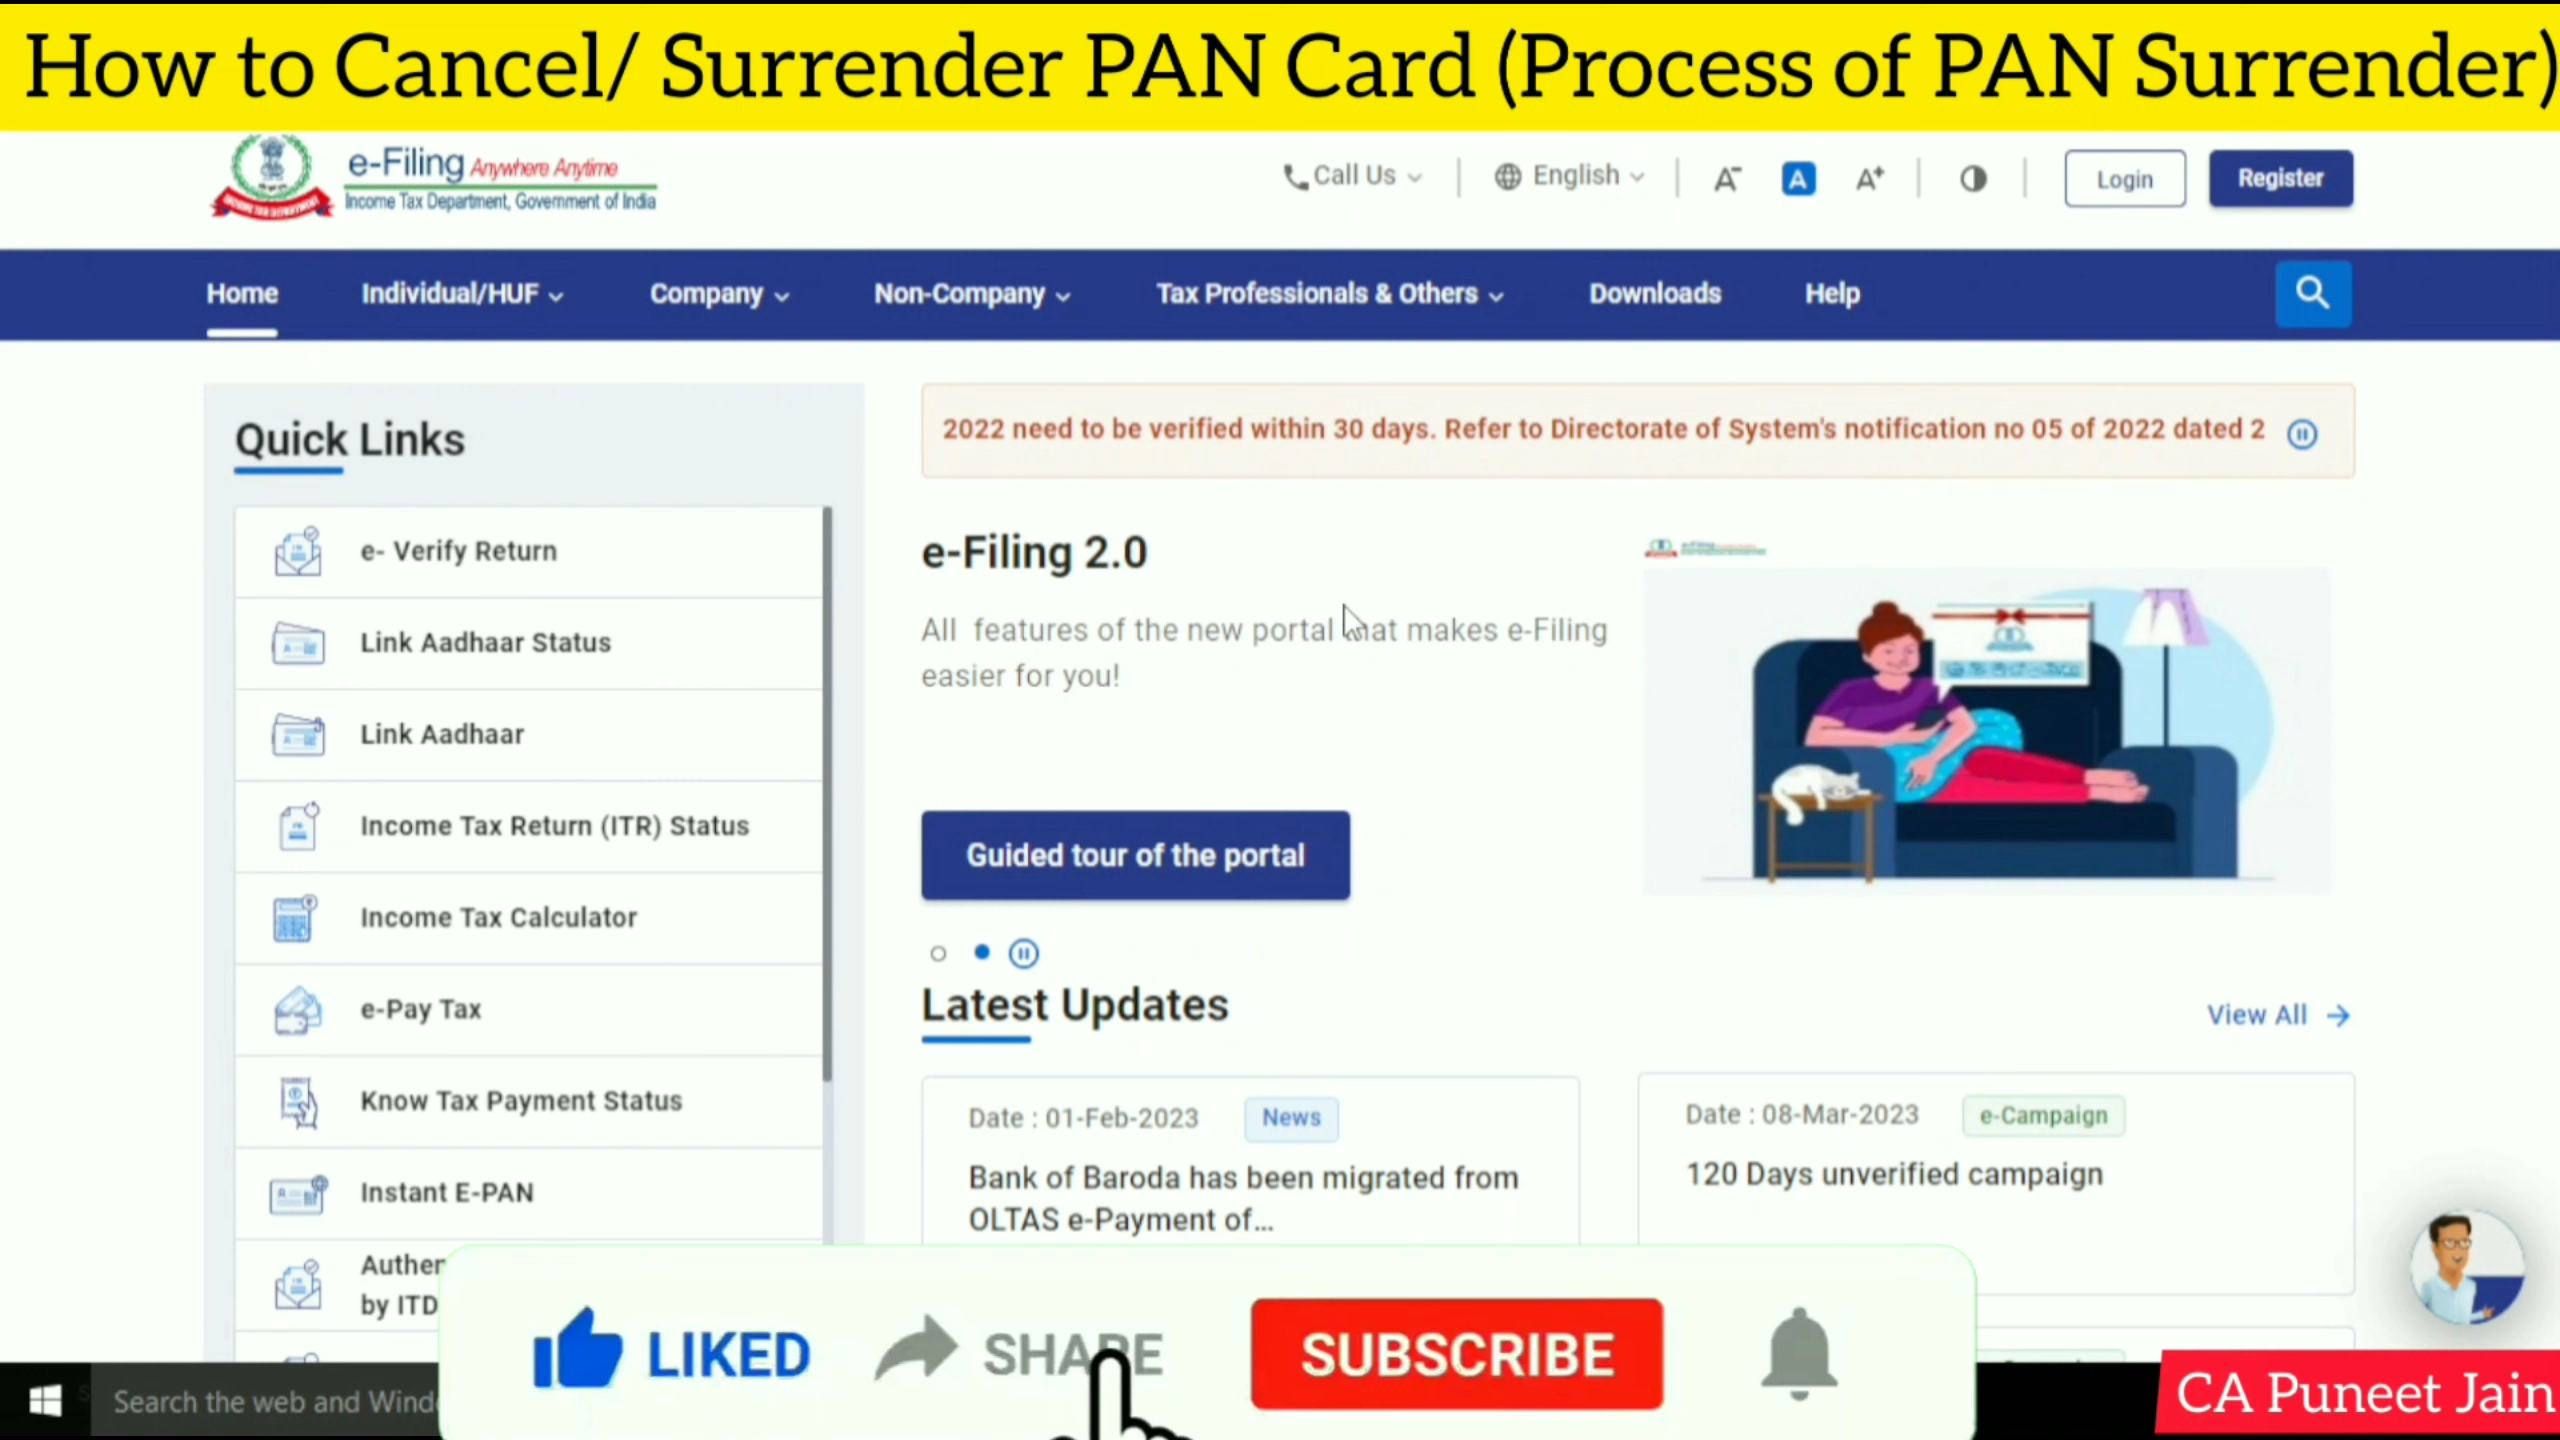 How to Cancel/ Surrender PAN Card (Process of PAN Surrender)
e-Filing Anywhere Anytime
Income Tax Department, Government of India
Call Us
English
A-
A
A+
Login
Register
Home
Individual/HUF
Company
Non-Company
Tax Professionals & Others
Downloads
Help
Quick Links
e- Verify Return
Link Aadhaar Status
Link Aadhaar
Income Tax Return (ITR) Status
Income Tax Calculator
e-Pay Tax
Know Tax Payment Status
Instant E-PAN
Authen
by ITD
2022 need to be verified within 30 days. Refer to Directorate of System's notification no 05 of 2022 dated 2
e-Filing 2.0
All features of the new portal that makes e-Filing
easier for you!
Guided tour of the portal
Latest Updates
View All
Date : 01-Feb-2023
News
Bank of Baroda has been migrated from
OLTAS e-Payment of...
Date : 08-Mar-2023
e-Campaign
120 Days unverified campaign
LIKED
SHARE
SUBSCRIBE
Search the web and Wind
CA Puneet Jain